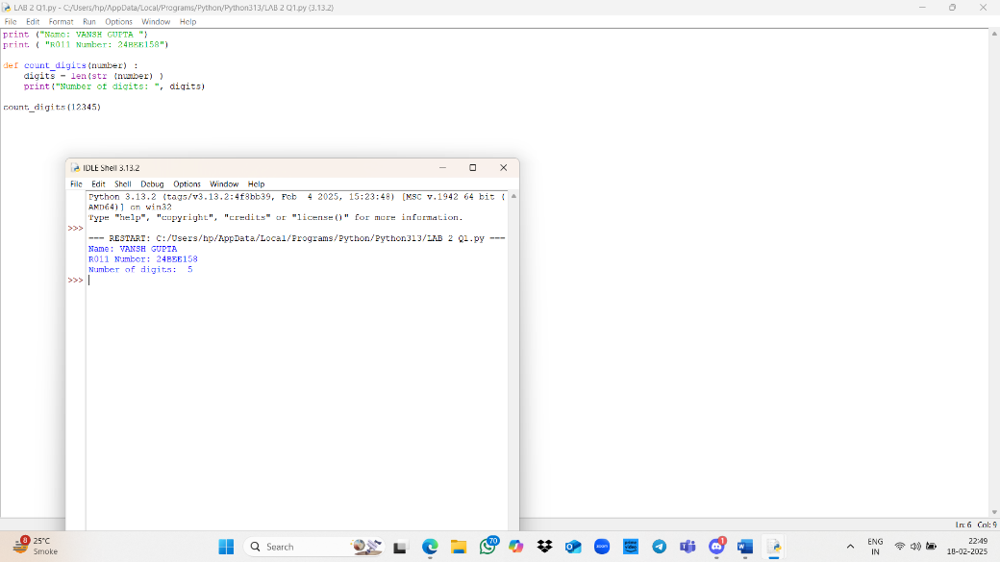 LAB 2 Q1.py - C:/Users/hp/AppData/Local/Programs/Python/Python313/LAB 2 Q1.py (3.13.2)
File Edit Format Run Options Window Help
print ("Name: VANSH GUPTA ")
print ( "R011 Number: 24BEE158")
def count_digits(number) :
digits = len(str (number) )
print("Number of digits: ", digits)
count_digits(12345)
IDLE Shell 3.13.2
File Edit Shell Debug Options Window Help
Python 3.13.2 (tags/v3.13.2:4f8bb39, Feb 4 2025, 15:23:48) [MSC v.1942 64 bit (
AMD64)] on win32
Type "help", "copyright", "credits" or "license()" for more information.
>>>
=== RESTART: C:/Users/hp/AppData/Local/Programs/Python/Python313/LAB 2 Q1.py ===
Name: VANSH GUPTA
R011 Number: 24BEE158
Number of digits:  5
>>>
Ln: 6 Col: 9
8
25°C
Smoke
Search
70
zoom
prime video
1
ENG
IN
22:49
18-02-2025